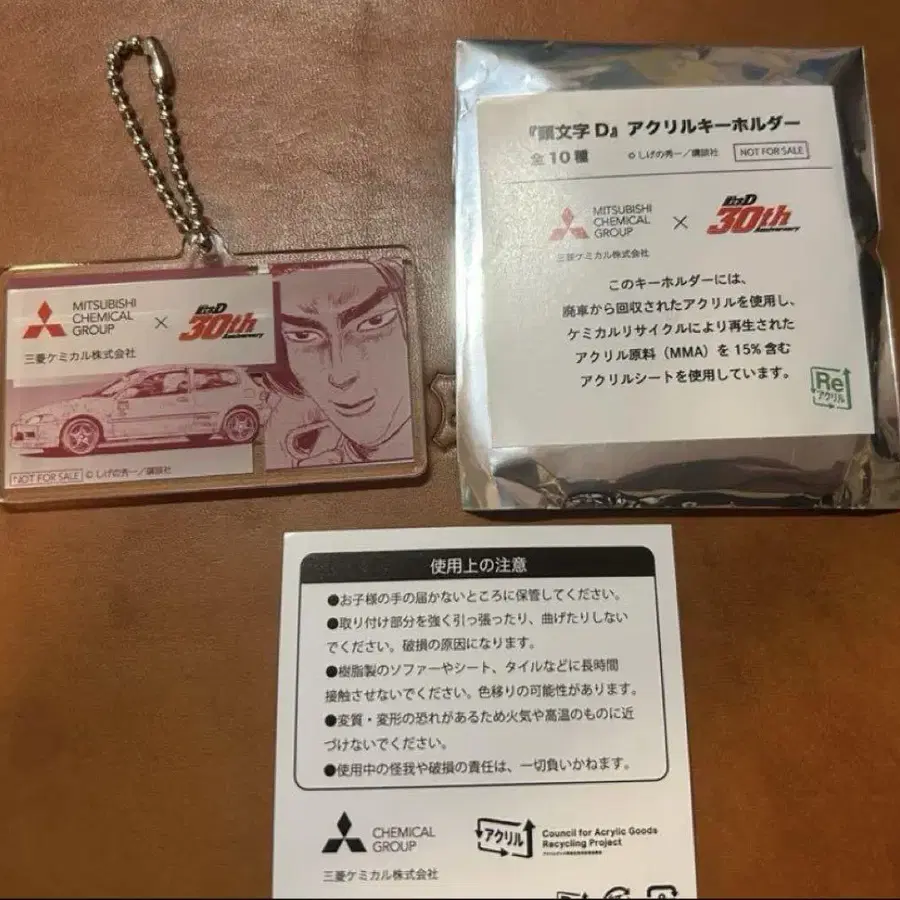 MITSUBISHI
CHEMICAL
GROUP
×
頭文字D
30th
Anniversary
三菱ケミカル株式会社
NOT FOR SALE © しげの秀一／講談社
『頭文字 D』アクリルキーホルダー
全10種 © しげの秀一／講談社 NOT FOR SALE
MITSUBISHI
CHEMICAL
GROUP
×
頭文字D
30th
Anniversary
三菱ケミカル株式会社
このキーホルダーには、
廃車から回収されたアクリルを使用し、
ケミカルリサイクルにより再生された
アクリル原料（MMA）を 15% 含む
アクリルシートを使用しています。
Re
アクリル
使用上の注意
●お子様の手の届かないところに保管してください。
●取り付け部分を強く引っ張ったり、曲げたりしない
でください。破損の原因になります。
●樹脂製のソファーやシート、タイルなどに長時間
接触させないでください。色移りの可能性があります。
●変質・変形の恐れがあるため火気や高温のものに近
づけないでください。
●使用中の怪我や破損の責任は、一切負いかねます。
CHEMICAL
GROUP
三菱ケミカル株式会社
アクリル
Council for Acrylic Goods
Recycling Project